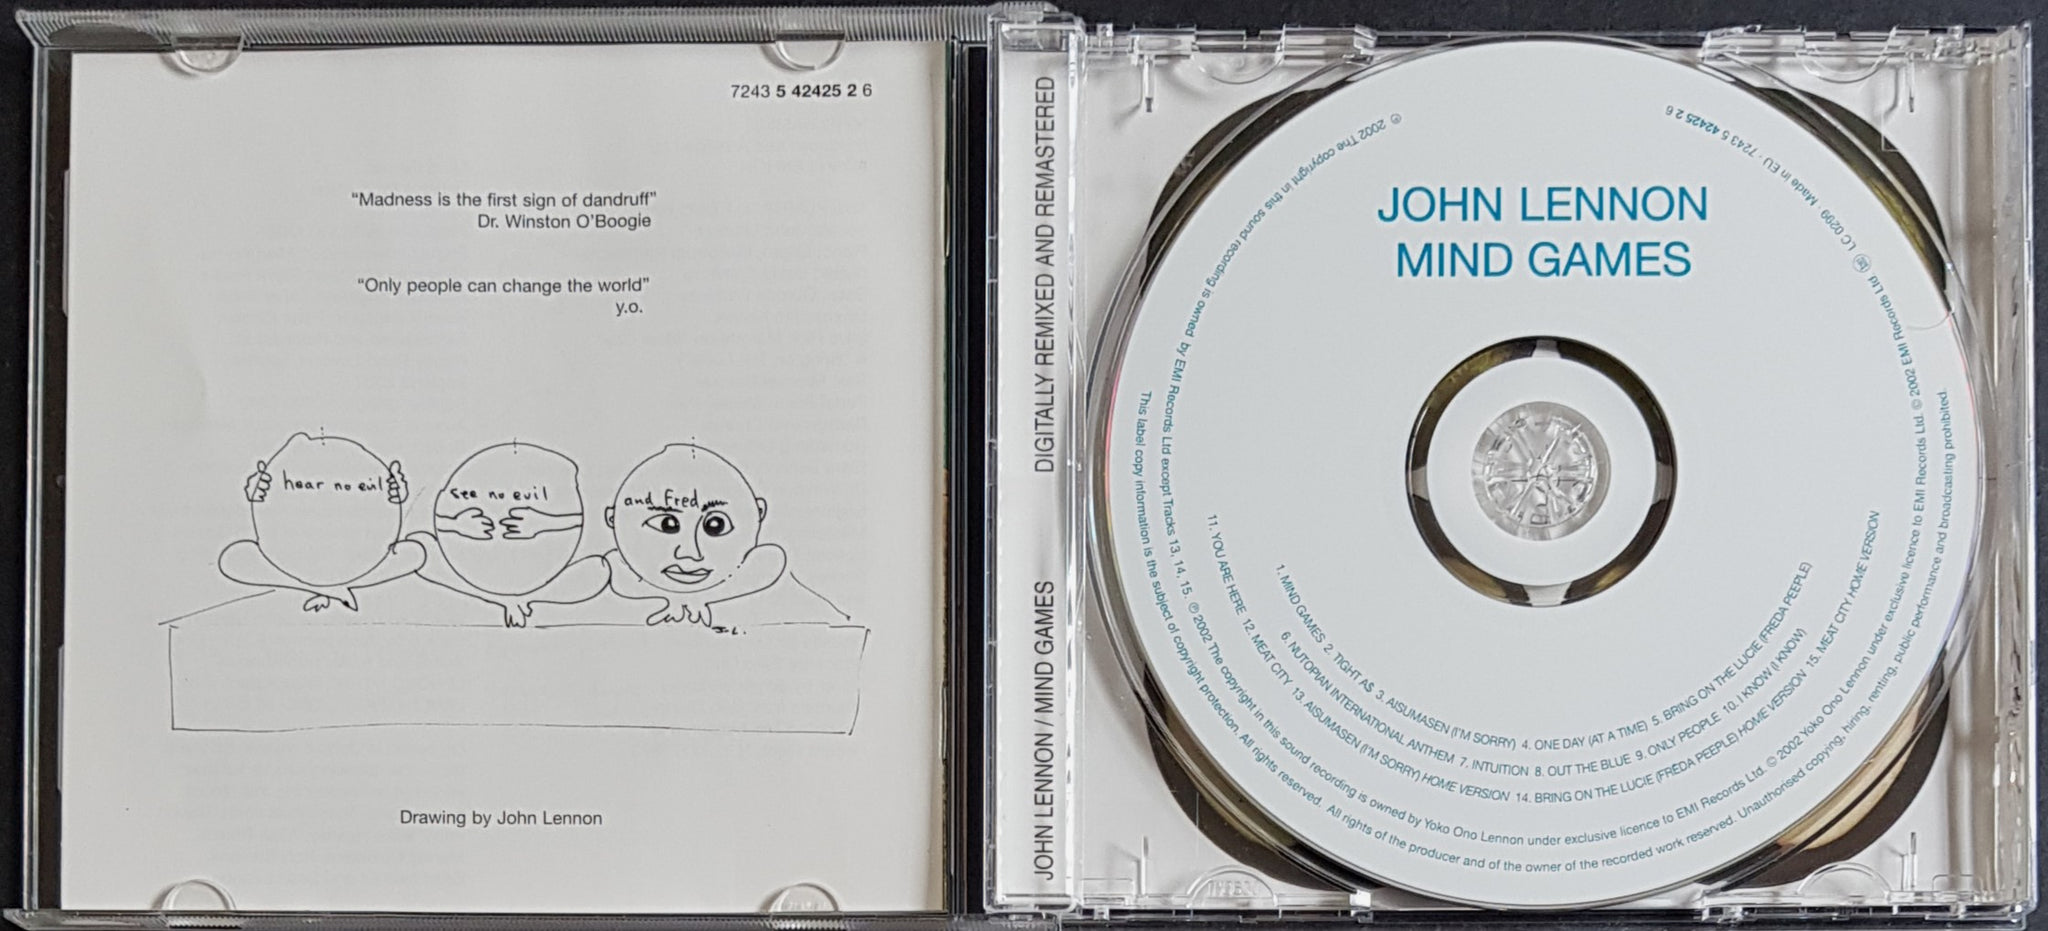 7243 5 42425 2 6
“Madness is the first sign of dandruff”
Dr. Winston O’Boogie
“Only people can change the world”
y.o.
hear no evil
see no evil
and Fred
J.L.
Drawing by John Lennon
JOHN LENNON / MIND GAMES DIGITALLY REMIXED AND REMASTERED
JOHN LENNON
MIND GAMES
℗ 2002 The copyright in this sound recording is owned by EMI Records Ltd except Tracks 13, 14, 15. ℗ 2002 The copyright in this sound recording is owned by Yoko Ono Lennon under exclusive licence to EMI Records Ltd. © 2002 Yoko Ono Lennon under exclusive licence to EMI Records Ltd. © 2002 EMI Records Ltd LC 0299 · Made in EU · 7243 5 42425 2 6
This label copy information is the subject of copyright protection. All rights reserved. All rights of the producer and of the owner of the recorded work reserved. Unauthorised copying, hiring, renting, public performance and broadcasting prohibited.
1. MIND GAMES 2. TIGHT A$ 3. AISUMASEN (I'M SORRY) 4. ONE DAY (AT A TIME) 5. BRING ON THE LUCIE (FREDA PEEPLE)
6. NUTOPIAN INTERNATIONAL ANTHEM 7. INTUITION 8. OUT THE BLUE 9. ONLY PEOPLE 10. I KNOW (I KNOW)
11. YOU ARE HERE 12. MEAT CITY 13. AISUMASEN (I'M SORRY) HOME VERSION 14. BRING ON THE LUCIE (FREDA PEEPLE) HOME VERSION 15. MEAT CITY HOME VERSION